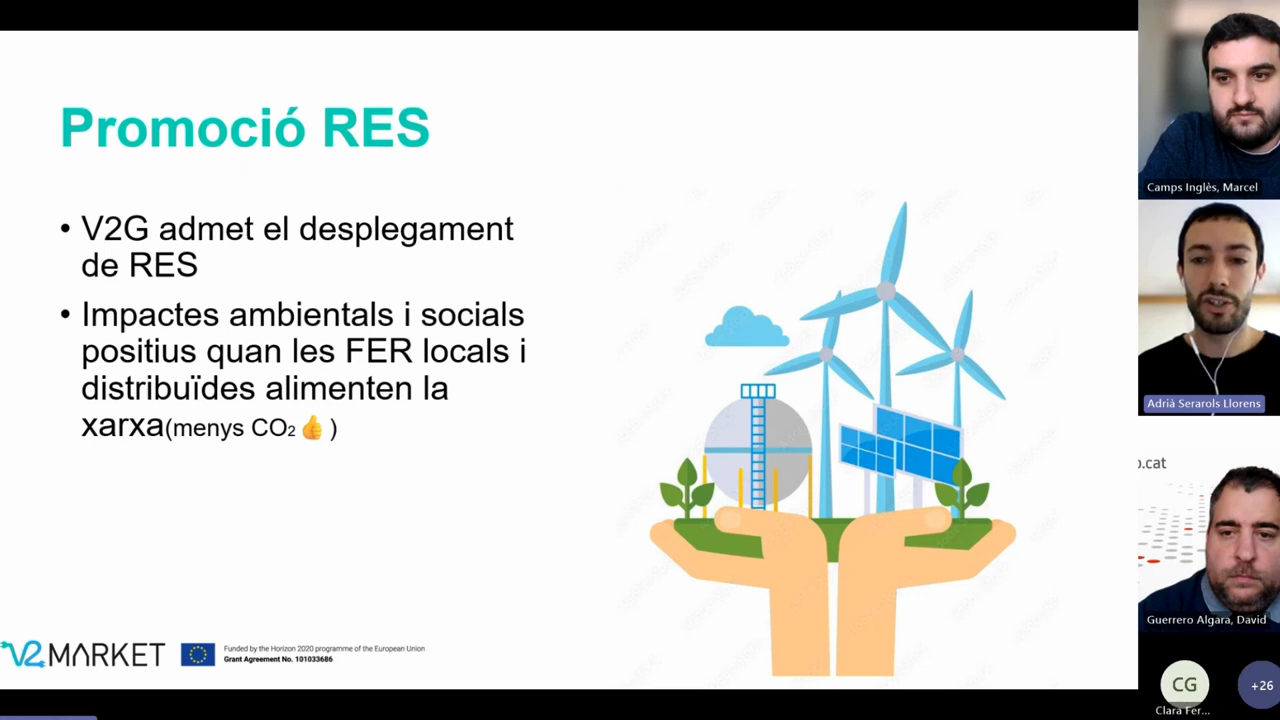 Promoció RES
• V2G admet el desplegament
de RES
• Impactes ambientals i socials
positius quan les FER locals i
distribuïdes alimenten la
xarxa(menys CO₂ 👍 )
V2MARKET
Funded by the Horizon 2020 programme of the European Union
Grant Agreement No. 101033686
Camps Inglès, Marcel
Adrià Serarols Llorens
o.cat
Guerrero Algara, David
CG
Clara Fer...
+26